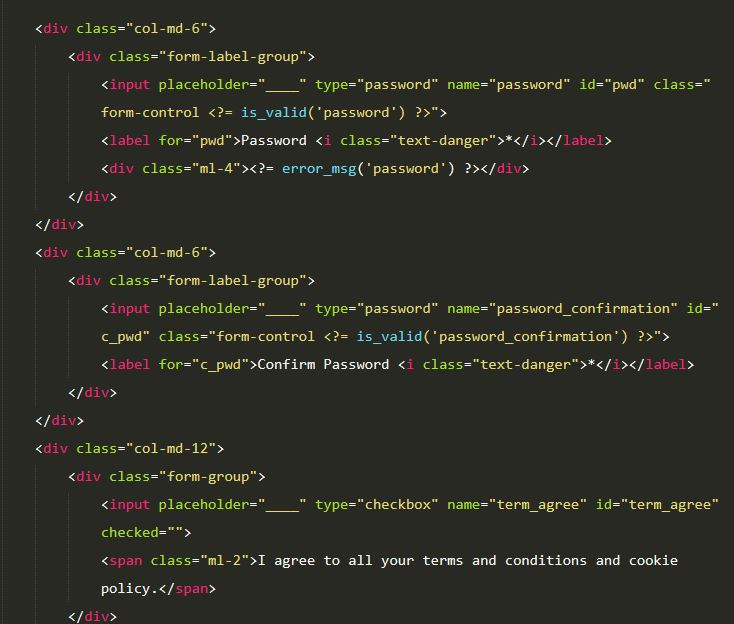 <div class="col-md-6">
<div class="form-label-group">
<input placeholder="____" type="password" name="password" id="pwd" class="
form-control <?= is_valid('password') ?>">
<label for="pwd">Password <i class="text-danger">*</i></label>
<div class="ml-4"><?= error_msg('password') ?></div>
</div>
</div>
<div class="col-md-6">
<div class="form-label-group">
<input placeholder="____" type="password" name="password_confirmation" id="
c_pwd" class="form-control <?= is_valid('password_confirmation') ?>">
<label for="c_pwd">Confirm Password <i class="text-danger">*</i></label>
</div>
</div>
<div class="col-md-12">
<div class="form-group">
<input placeholder="____" type="checkbox" name="term_agree" id="term_agree"
checked="">
<span class="ml-2">I agree to all your terms and conditions and cookie
policy.</span>
</div>